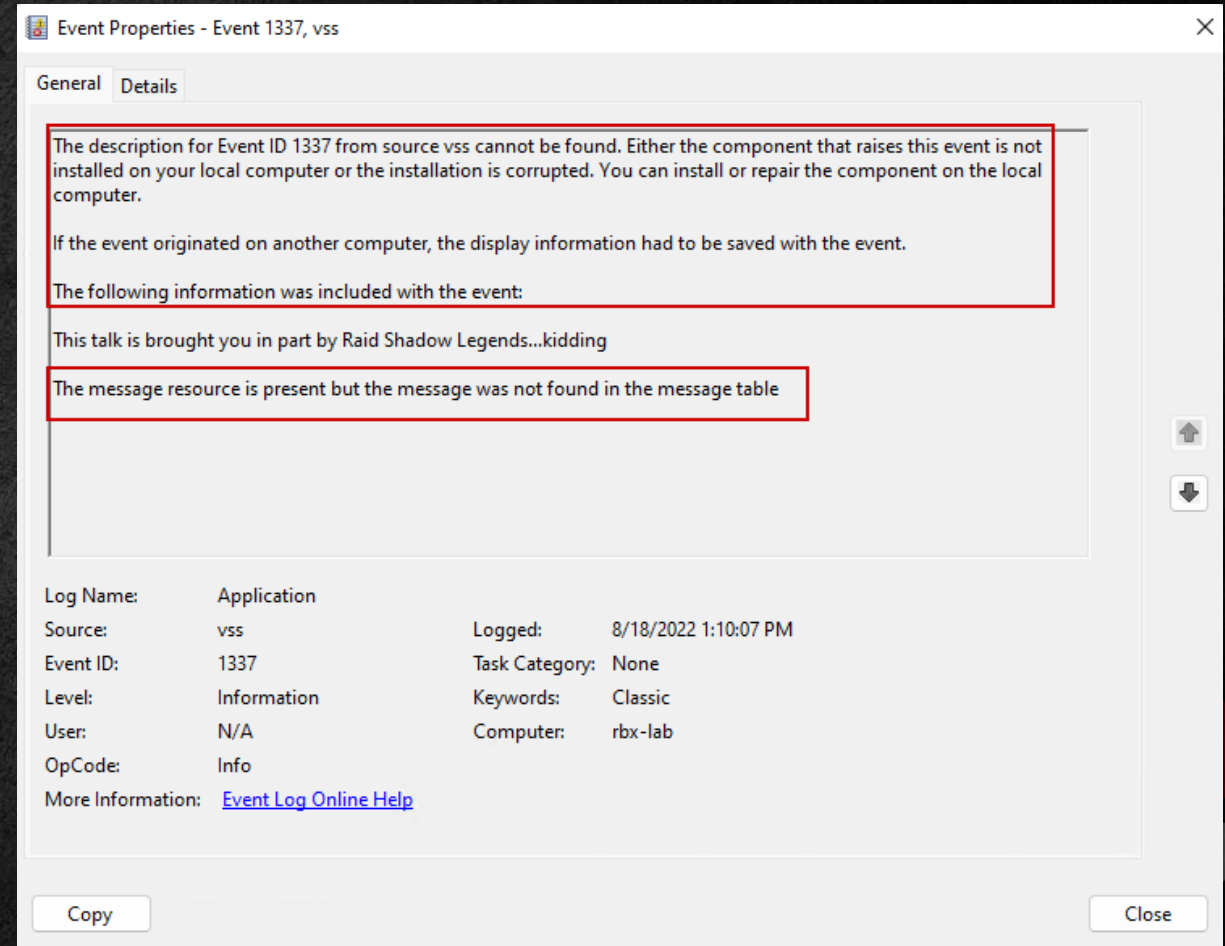 Event Properties - Event 1337, vss
General
Details
The description for Event ID 1337 from source vss cannot be found. Either the component that raises this event is not
installed on your local computer or the installation is corrupted. You can install or repair the component on the local
computer.
If the event originated on another computer, the display information had to be saved with the event.
The following information was included with the event:
This talk is brought you in part by Raid Shadow Legends...kidding
The message resource is present but the message was not found in the message table
Log Name: Application
Source: vss Logged: 8/18/2022 1:10:07 PM
Event ID: 1337 Task Category: None
Level: Information Keywords: Classic
User: N/A Computer: rbx-lab
OpCode: Info
More Information: Event Log Online Help
Copy
Close